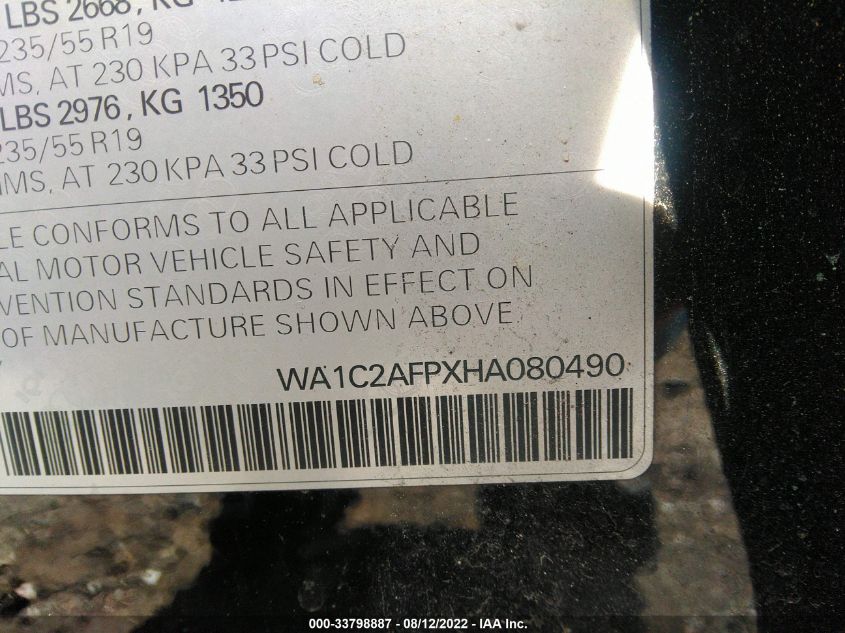 LBS 2668, KG
235/55 R19
MS, AT 230 KPA 33 PSI COLD
LBS 2976, KG 1350
235/55 R19
MS, AT 230 KPA 33 PSI COLD
LE CONFORMS TO ALL APPLICABLE
AL MOTOR VEHICLE SAFETY AND
VENTION STANDARDS IN EFFECT ON
OF MANUFACTURE SHOWN ABOVE.
WA1C2AFPXHA080490
000-33798887 - 08/12/2022 - IAA Inc.